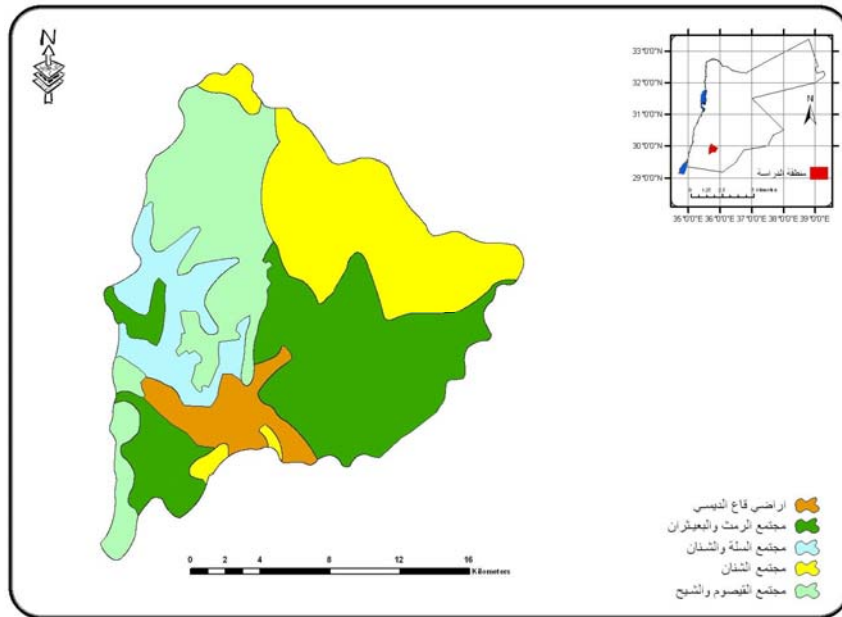 N
33°0'0"N
32°0'0"N
31°0'0"N
30°0'0"N
29°0'0"N
N
منطقة الدراسة
Kilometers
35°0'0"E 36°0'0"E 37°0'0"E 38°0'0"E 39°0'0"E
اراضي قاع الديسي
مجتمع الرمث والبعيثران
مجتمع السلة والشنان
مجتمع الشنان
مجتمع القيصوم والشيح
0 2 4 8 12 16
Kilometers